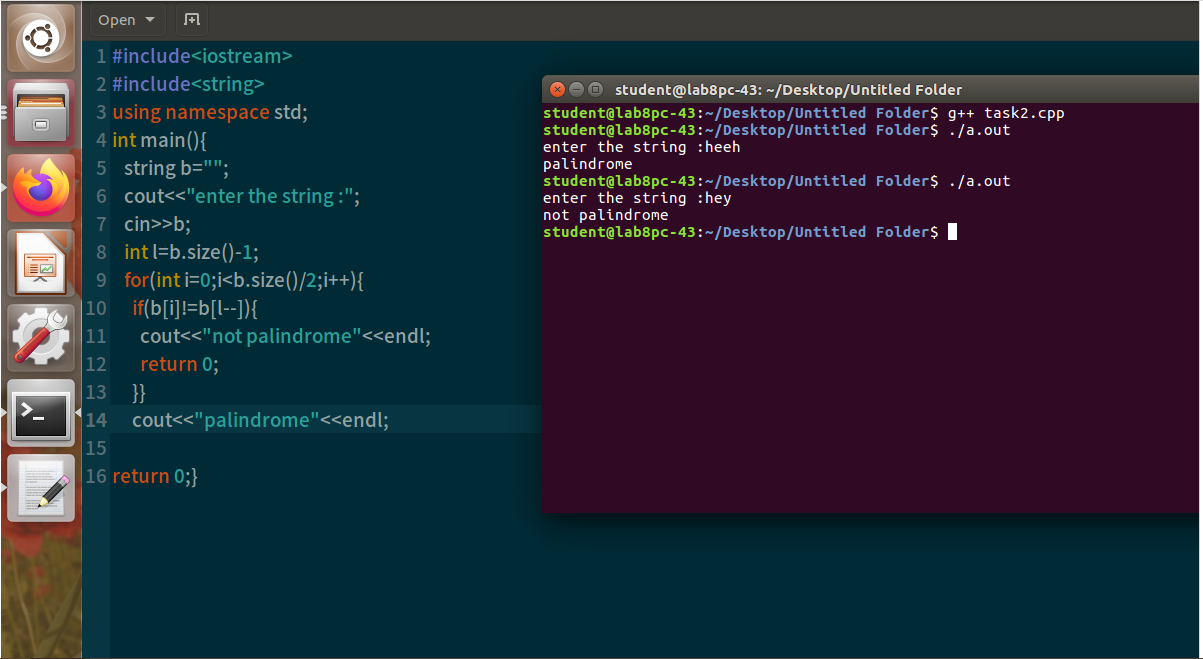 Open
1 #include<iostream>
2 #include<string>
3 using namespace std;
4 int main(){
5 string b="";
6 cout<<"enter the string :";
7 cin>>b;
8 int l=b.size()-1;
9 for(int i=0;i<b.size()/2;i++){
10 if(b[i]!=b[l--]){
11 cout<<"not palindrome"<<endl;
12 return 0;
13 }}
14 cout<<"palindrome"<<endl;
15
16 return 0;}
student@lab8pc-43: ~/Desktop/Untitled Folder
student@lab8pc-43:~/Desktop/Untitled Folder$ g++ task2.cpp
student@lab8pc-43:~/Desktop/Untitled Folder$ ./a.out
enter the string :heeh
palindrome
student@lab8pc-43:~/Desktop/Untitled Folder$ ./a.out
enter the string :hey
not palindrome
student@lab8pc-43:~/Desktop/Untitled Folder$